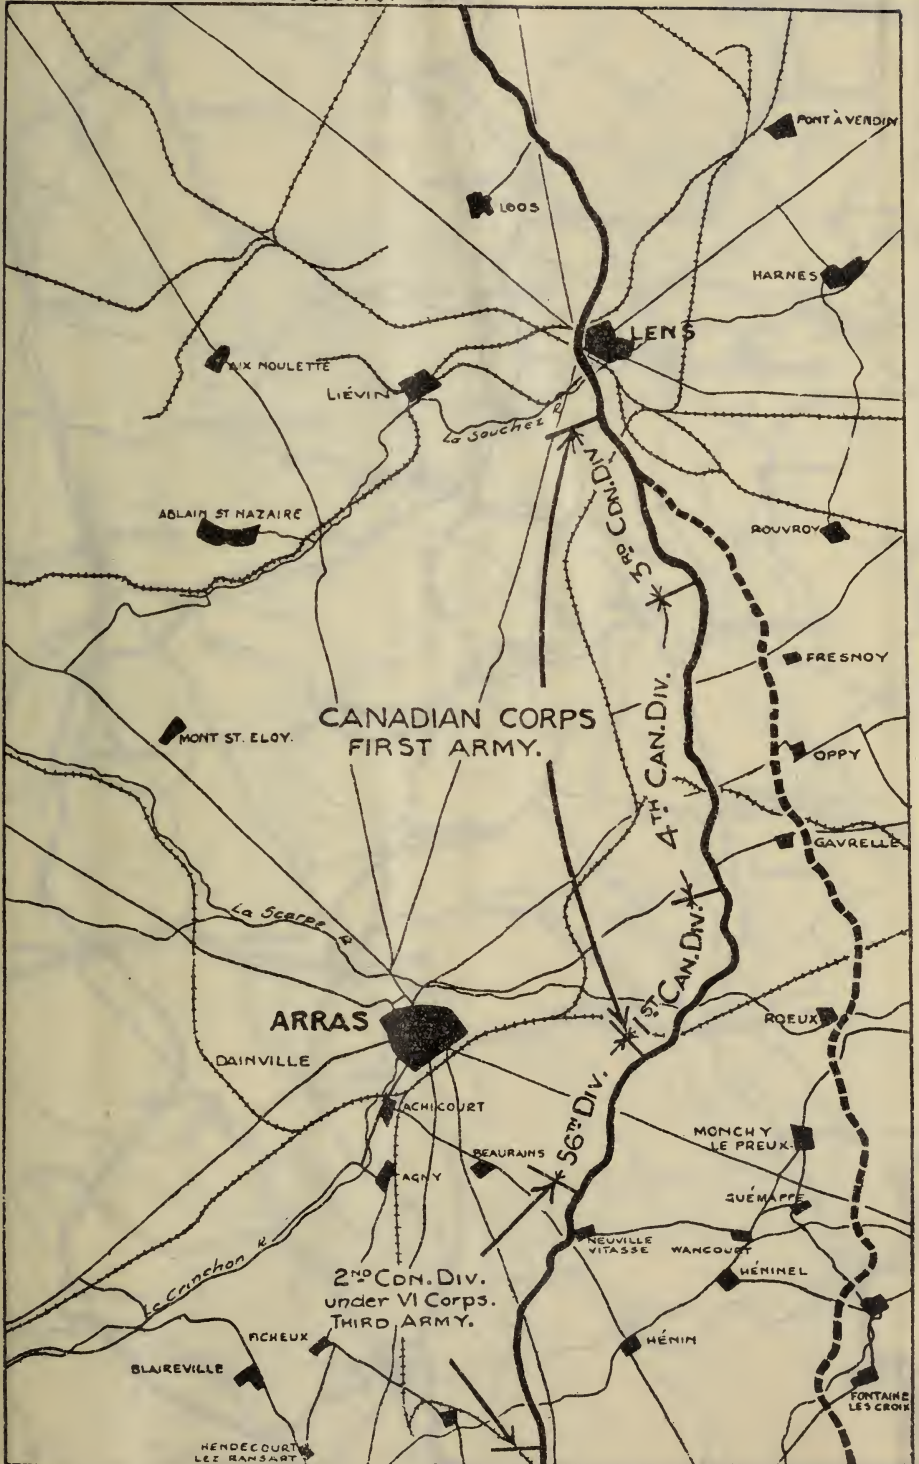 PONT À VENDIN
LOOS
HARNES
LENS
AIX NOULETTE
LIÉVIN
La Souchez R
3RD CDN. DIV.
ABLAIN ST NAZAIRE
ROUVROY
FRESNOY
4TH CAN. DIV.
CANADIAN CORPS
FIRST ARMY.
MONT ST. ELOY.
OPPY
GAVRELLE
La Scarpe R
1ST CAN. DIV.
ARRAS
ROEUX
DAINVILLE
56TH DIV.
ACHICOURT
MONCHY
LE PREUX
BEAURAINS
AGNY
GUÉMAPPE
NEUVILLE
VITASSE
WANCOURT
Le Crinchon R
HÉNINEL
2ND CDN. DIV.
under VI Corps.
THIRD ARMY.
FICHEUX
HÉNIN
BLAIREVILLE
FONTAINE
LES CROIX
HENDECOURT
LEZ RANSART